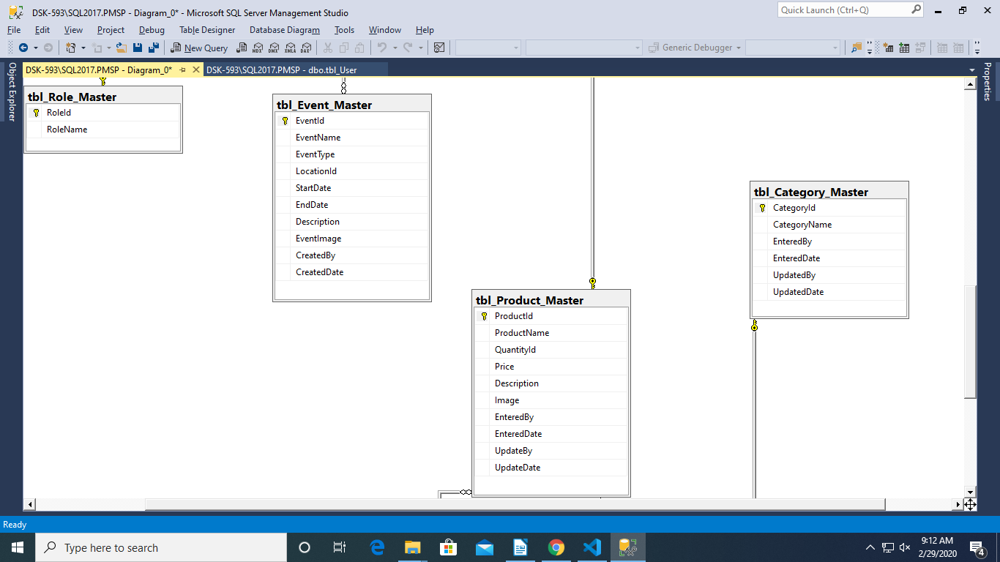 DSK-593\SQL2017.PMSP - Diagram_0* - Microsoft SQL Server Management Studio
Quick Launch (Ctrl+Q)
File Edit View Project Debug Table Designer Database Diagram Tools Window Help
New Query MDX DMX XMLA DAX Generic Debugger
DSK-593\SQL2017.PMSP - Diagram_0* DSK-593\SQL2017.PMSP - dbo.tbl_User
Object Explorer
Properties
tbl_Role_Master
RoleId
RoleName
tbl_Event_Master
EventId
EventName
EventType
LocationId
StartDate
EndDate
Description
EventImage
CreatedBy
CreatedDate
tbl_Category_Master
CategoryId
CategoryName
EnteredBy
EnteredDate
UpdatedBy
UpdatedDate
tbl_Product_Master
ProductId
ProductName
QuantityId
Price
Description
Image
EnteredBy
EnteredDate
UpdateBy
UpdateDate
Ready
Type here to search
9:12 AM
2/29/2020
4